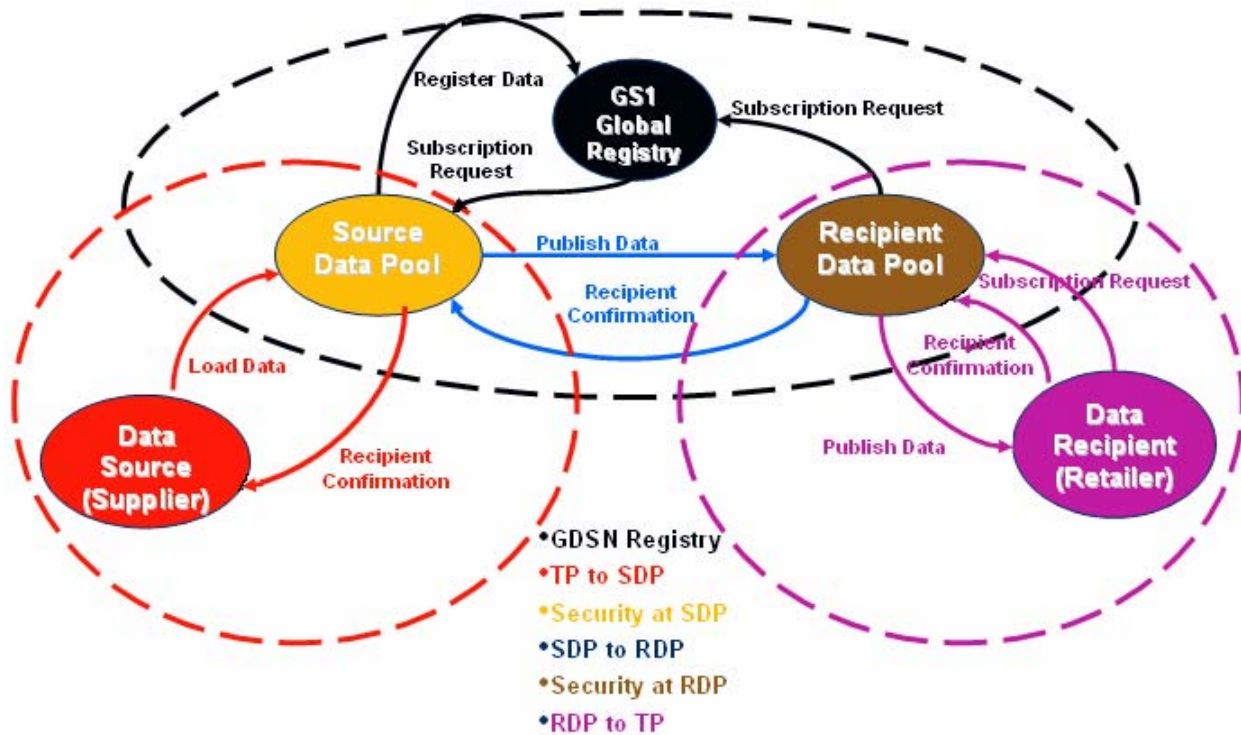 Register Data
GS1
Global
Registry
Subscription Request
Subscription
Request
Source
Data Pool
Publish Data
Recipient
Data Pool
Recipient
Confirmation
Subscription Request
Load Data
Recipient
Confirmation
Data
Source
(Supplier)
Recipient
Confirmation
Publish Data
Data
Recipient
(Retailer)
•GDSN Registry
•TP to SDP
•Security at SDP
•SDP to RDP
•Security at RDP
•RDP to TP